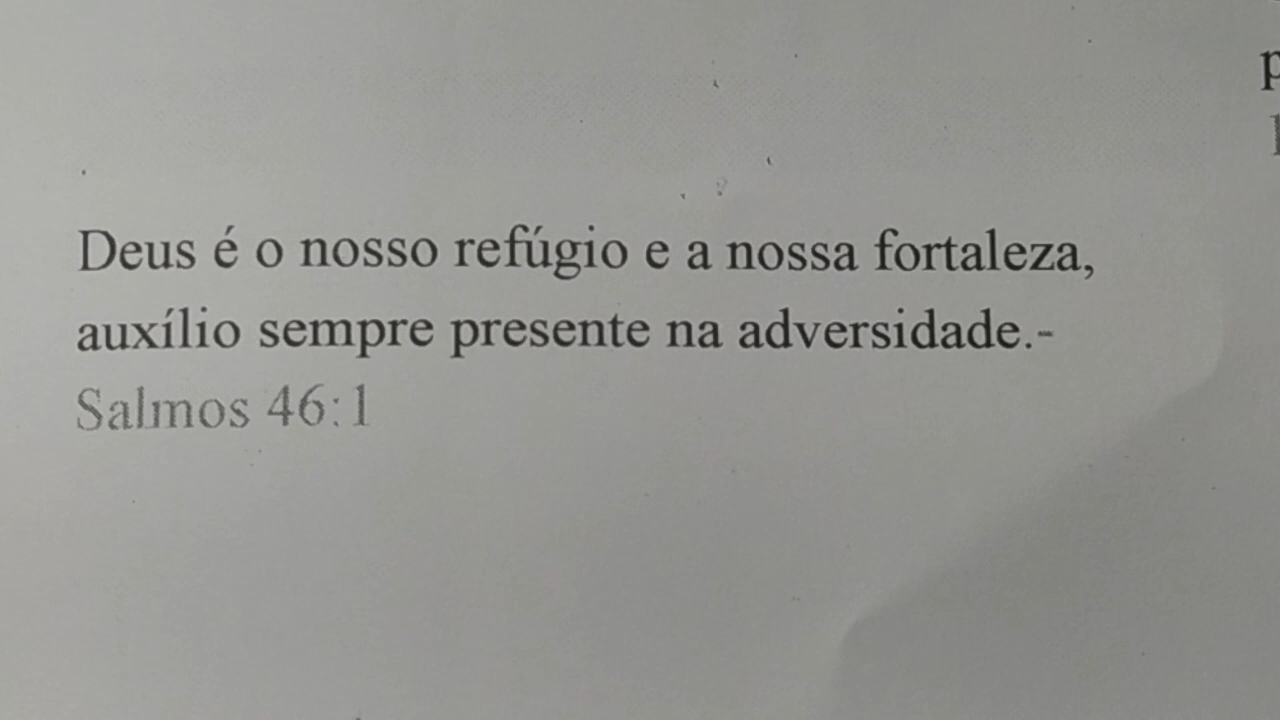 Deus é o nosso refúgio e a nossa fortaleza,
auxílio sempre presente na adversidade.-
Salmos 46:1